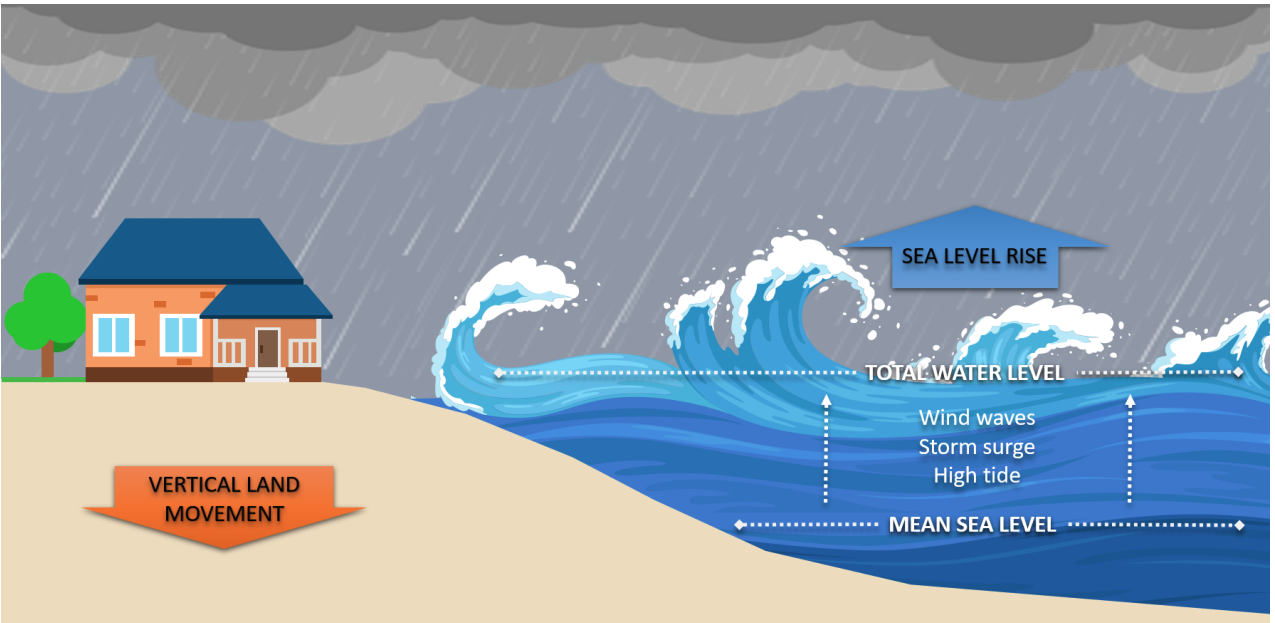 SEA LEVEL RISE
TOTAL WATER LEVEL
Wind waves
Storm surge
High tide
VERTICAL LAND
MOVEMENT
MEAN SEA LEVEL